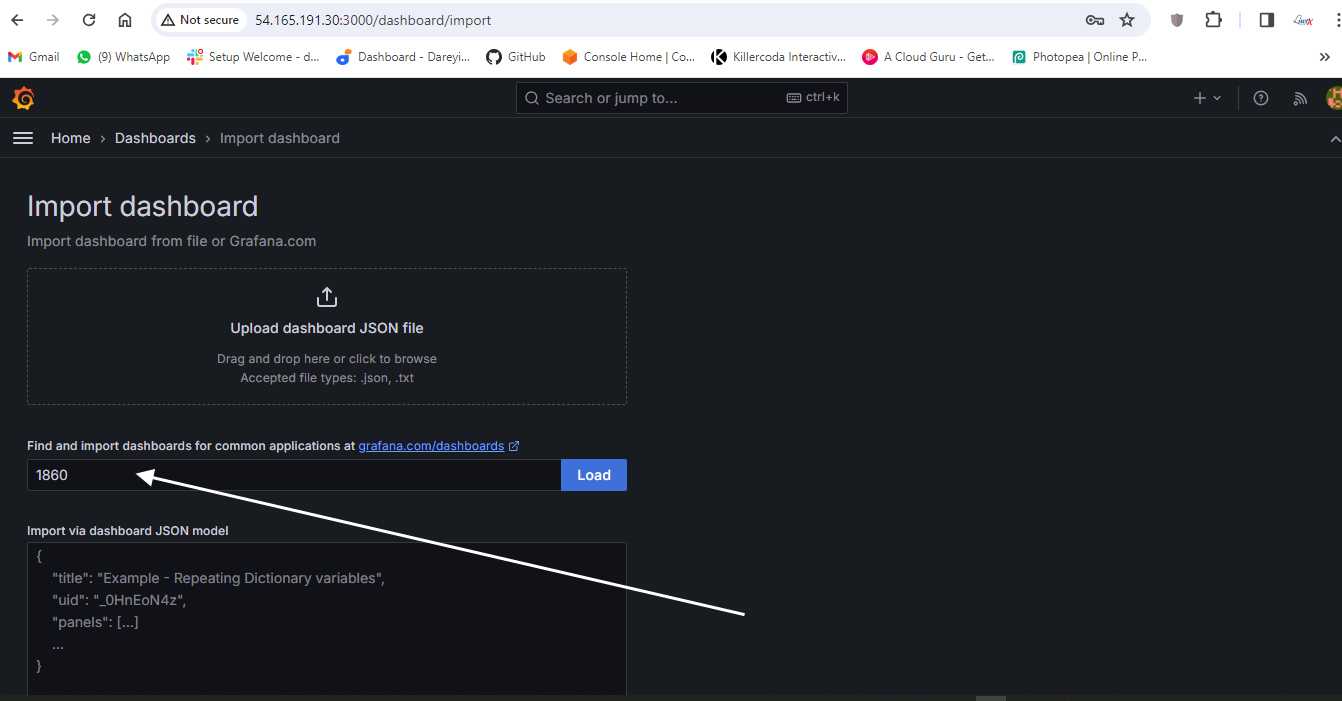 Not secure 54.165.191.30:3000/dashboard/import
Gmail (9) WhatsApp Setup Welcome - d... Dashboard - Dareyi... GitHub Console Home | Co... Killercoda Interactiv... A Cloud Guru - Get... Photopea | Online P... »
Search or jump to... ctrl+k
Home › Dashboards › Import dashboard
Import dashboard
Import dashboard from file or Grafana.com
Upload dashboard JSON file
Drag and drop here or click to browse
Accepted file types: .json, .txt
Find and import dashboards for common applications at grafana.com/dashboards
1860 Load
Import via dashboard JSON model
{
"title": "Example - Repeating Dictionary variables",
"uid": "_0HnEoN4z",
"panels": [...]
...
}